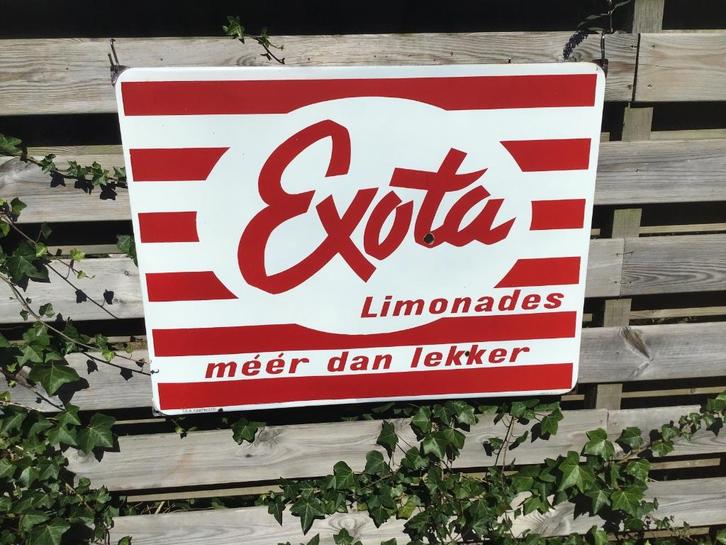 Exota
Limonades
méér dan lekker